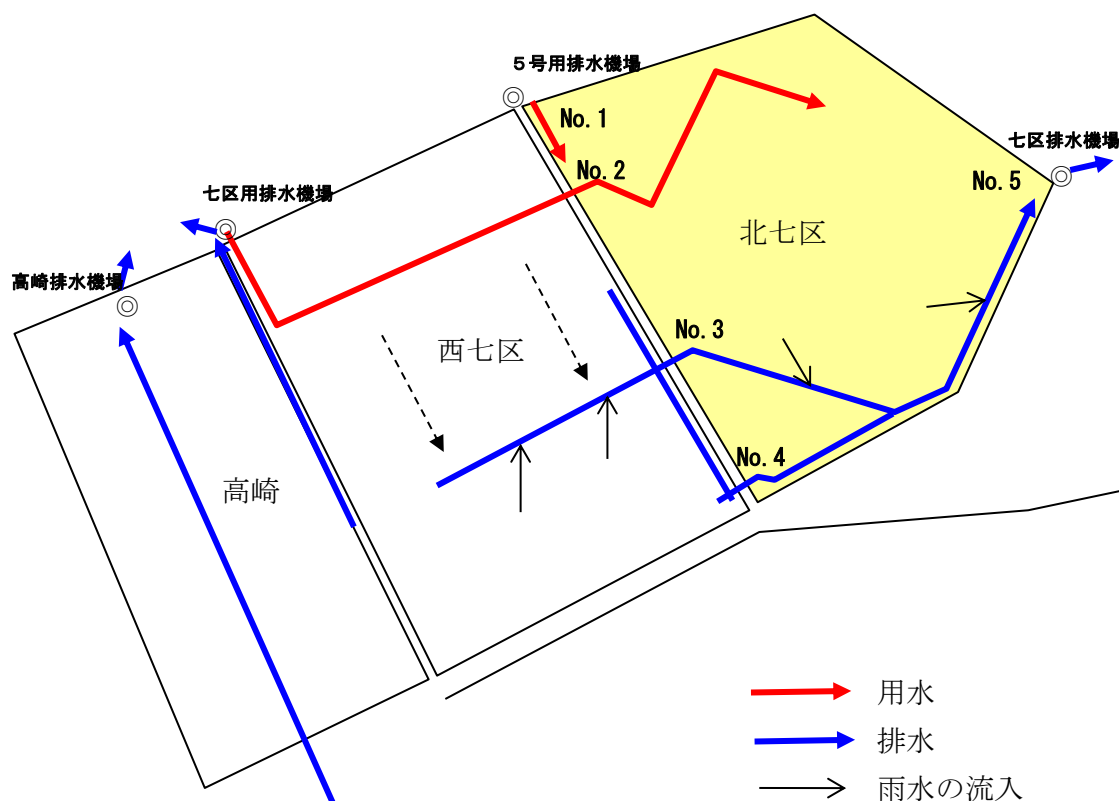 5号用排水機場
No.1
七区排水機場
No.2
No.5
七区用排水機場
北七区
高崎排水機場
No.3
西七区
No.4
高崎
用水
排水
雨水の流入